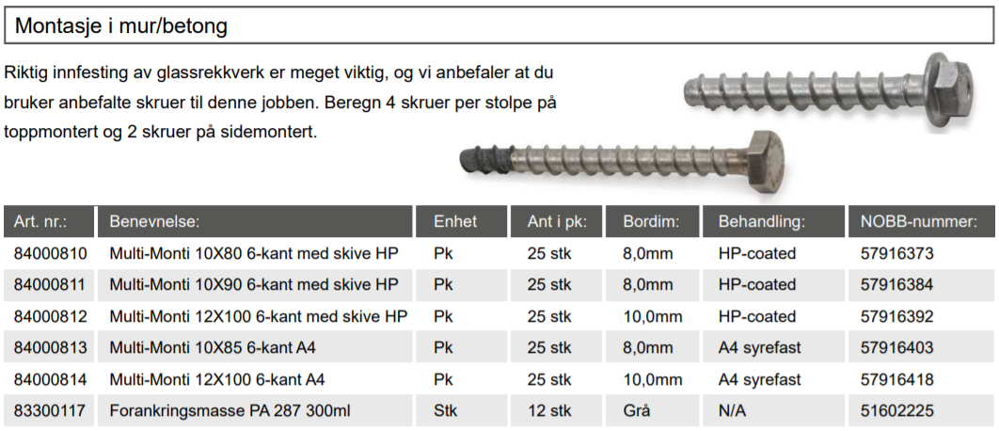 Montasje i mur/betong
Riktig innfesting av glassrekkverk er meget viktig, og vi anbefaler at du
bruker anbefalte skruer til denne jobben. Beregn 4 skruer per stolpe på
toppmontert og 2 skruer på sidemontert.
Art. nr.: Benevnelse: Enhet Ant i pk: Bordim: Behandling: NOBB-nummer:
84000810 Multi-Monti 10X80 6-kant med skive HP Pk 25 stk 8,0mm HP-coated 57916373
84000811 Multi-Monti 10X90 6-kant med skive HP Pk 25 stk 8,0mm HP-coated 57916384
84000812 Multi-Monti 12X100 6-kant med skive HP Pk 25 stk 10,0mm HP-coated 57916392
84000813 Multi-Monti 10X85 6-kant A4 Pk 25 stk 8,0mm A4 syrefast 57916403
84000814 Multi-Monti 12X100 6-kant A4 Pk 25 stk 10,0mm A4 syrefast 57916418
83300117 Forankringsmasse PA 287 300ml Stk 12 stk Grå N/A 51602225